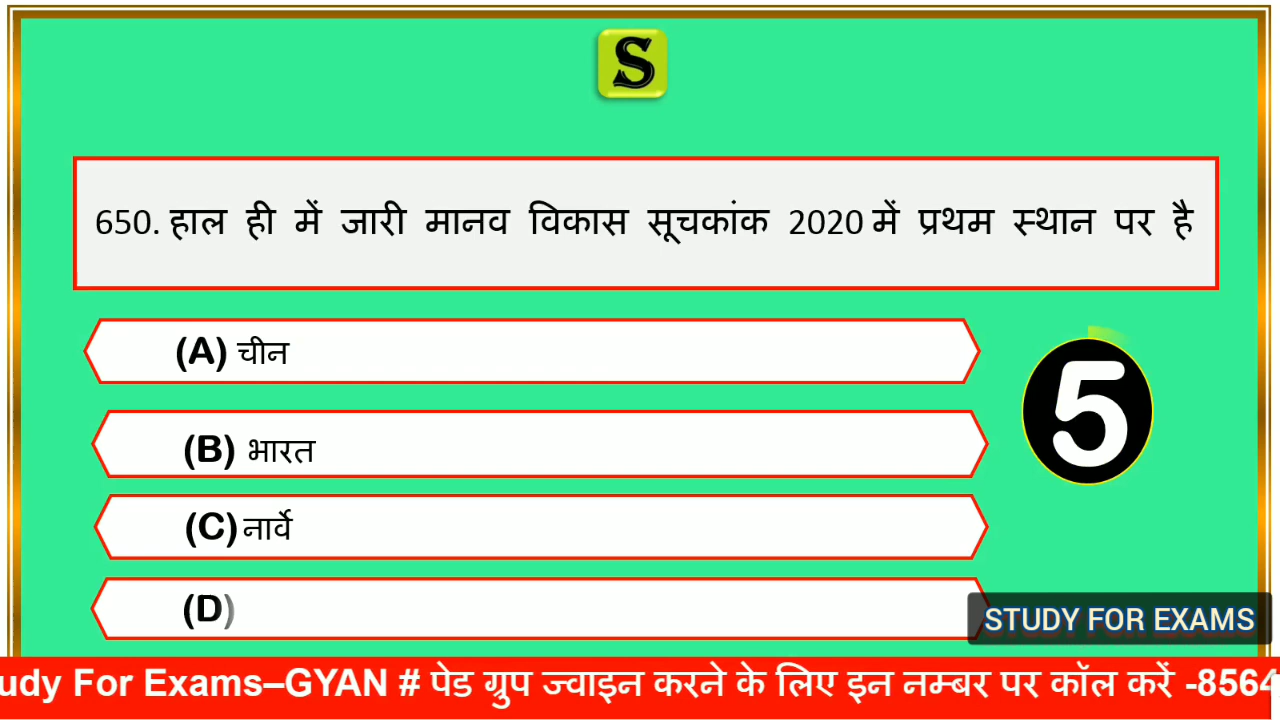 S
650. हाल ही में जारी मानव विकास सूचकांक 2020 में प्रथम स्थान पर है
(A) चीन
(B) भारत
5
(C) नार्वे
(D)
STUDY FOR EXAMS
udy For Exams–GYAN # पेड ग्रुप ज्वाइन करने के लिए इन नम्बर पर कॉल करें -8564